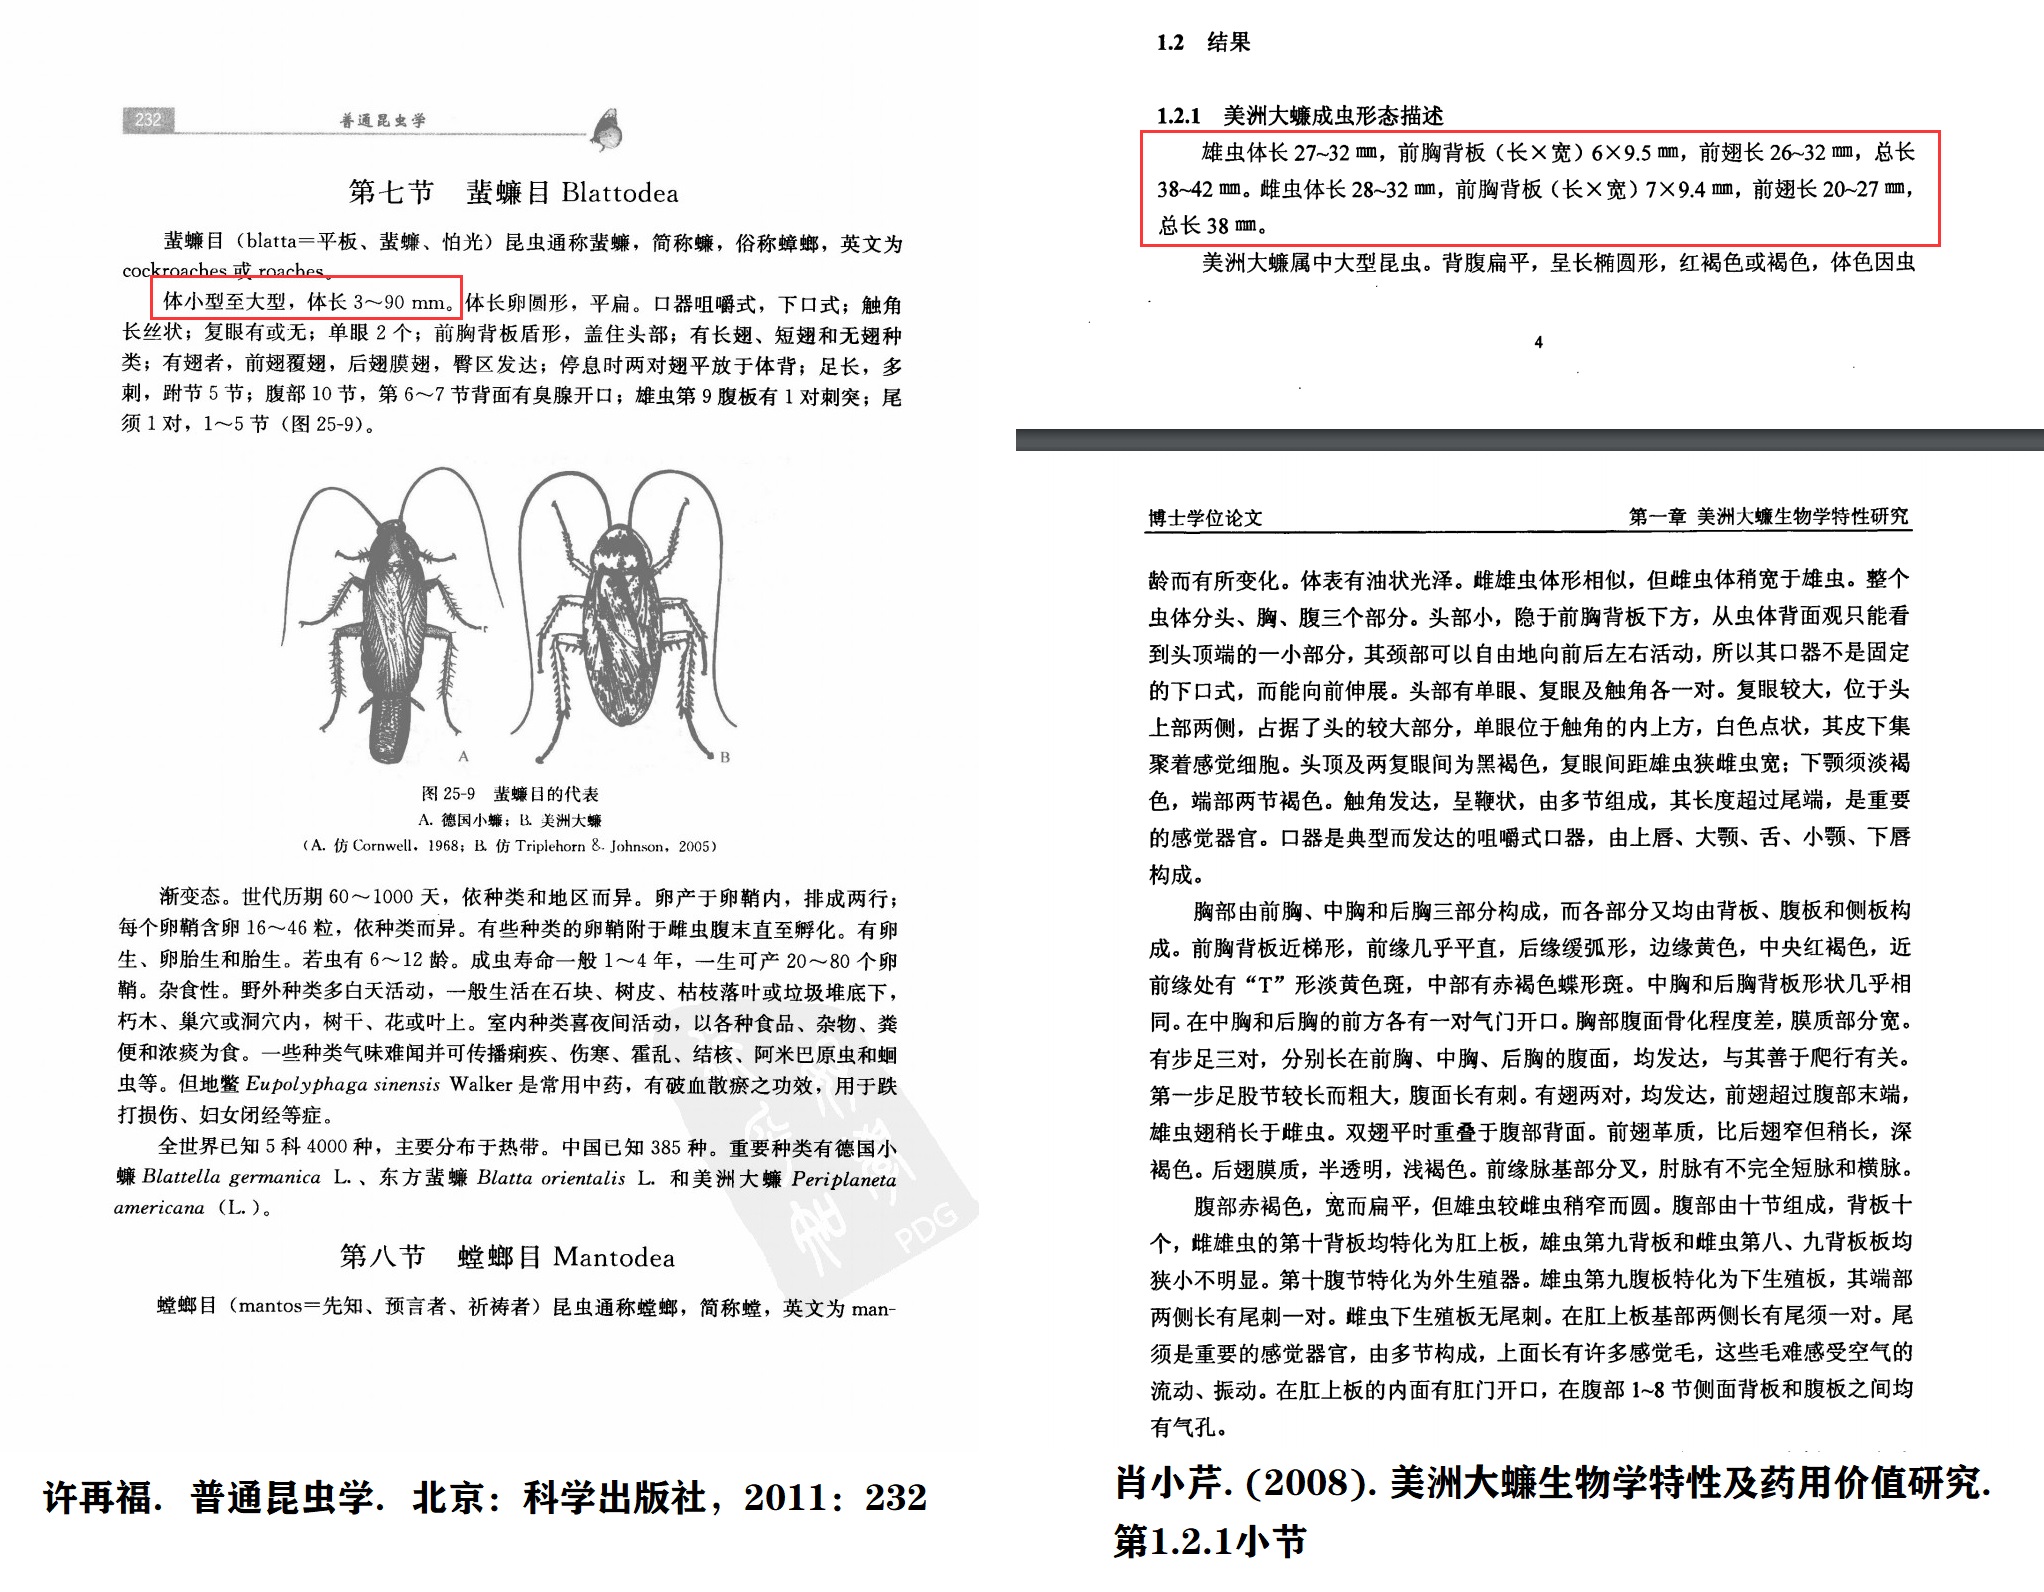 232
普通昆虫学
第七节 蜚蠊目 Blattodea
蜚蠊目（blatta＝平板、蜚蠊、怕光）昆虫通称蜚蠊，简称蠊，俗称蟑螂，英文为
cockroaches 或 roaches。
体小型至大型，体长 3～90 mm。体长卵圆形，平扁。口器咀嚼式，下口式；触角
长丝状；复眼有或无；单眼 2 个；前胸背板盾形，盖住头部；有长翅、短翅和无翅种
类；有翅者，前翅覆翅，后翅膜翅，臀区发达；停息时两对翅平放于体背；足长，多
刺，跗节 5 节；腹部 10 节，第 6～7 节背面有臭腺开口；雄虫第 9 腹板有 1 对刺突；尾
须 1 对，1～5 节（图 25-9）。
A
B
图 25-9 蜚蠊目的代表
A. 德国小蠊；B. 美洲大蠊
（A. 仿 Cornwell，1968；B. 仿 Triplehorn & Johnson，2005）
渐变态。世代历期 60～1000 天，依种类和地区而异。卵产于卵鞘内，排成两行；
每个卵鞘含卵 16～46 粒，依种类而异。有些种类的卵鞘附于雌虫腹末直至孵化。有卵
生、卵胎生和胎生。若虫有 6～12 龄。成虫寿命一般 1～4 年，一生可产 20～80 个卵
鞘。杂食性。野外种类多白天活动，一般生活在石块、树皮、枯枝落叶或垃圾堆底下，
朽木、巢穴或洞穴内，树干、花或叶上。室内种类喜夜间活动，以各种食品、杂物、粪
便和浓痰为食。一些种类气味难闻并可传播痢疾、伤寒、霍乱、结核、阿米巴原虫和蛔
虫等。但地鳖 Eupolyphaga sinensis Walker 是常用中药，有破血散瘀之功效，用于跌
打损伤、妇女闭经等症。
全世界已知 5 科 4000 种，主要分布于热带。中国已知 385 种。重要种类有德国小
蠊 Blattella germanica L.、东方蜚蠊 Blatta orientalis L. 和美洲大蠊 Periplaneta
americana（L.）。
PDG
第八节 螳螂目 Mantodea
螳螂目（mantos＝先知、预言者、祈祷者）昆虫通称螳螂，简称螳，英文为 man-
许再福. 普通昆虫学. 北京：科学出版社，2011：232
1.2 结果
1.2.1 美洲大蠊成虫形态描述
雄虫体长 27~32 ㎜，前胸背板（长×宽）6×9.5 ㎜，前翅长 26~32 ㎜，总长
38~42 ㎜。雌虫体长 28~32 ㎜，前胸背板（长×宽）7×9.4 ㎜，前翅长 20~27 ㎜，
总长 38 ㎜。
美洲大蠊属中大型昆虫。背腹扁平，呈长椭圆形，红褐色或褐色，体色因虫
4
博士学位论文 第一章 美洲大蠊生物学特性研究
龄而有所变化。体表有油状光泽。雌雄虫体形相似，但雌虫体稍宽于雄虫。整个
虫体分头、胸、腹三个部分。头部小，隐于前胸背板下方，从虫体背面观只能看
到头顶端的一小部分，其颈部可以自由地向前后左右活动，所以其口器不是固定
的下口式，而能向前伸展。头部有单眼、复眼及触角各一对。复眼较大，位于头
上部两侧，占据了头的较大部分，单眼位于触角的内上方，白色点状，其皮下集
聚着感觉细胞。头顶及两复眼间为黑褐色，复眼间距雄虫狭雌虫宽；下颚须淡褐
色，端部两节褐色。触角发达，呈鞭状，由多节组成，其长度超过尾端，是重要
的感觉器官。口器是典型而发达的咀嚼式口器，由上唇、大颚、舌、小颚、下唇
构成。
胸部由前胸、中胸和后胸三部分构成，而各部分又均由背板、腹板和侧板构
成。前胸背板近梯形，前缘几乎平直，后缘缓弧形，边缘黄色，中央红褐色，近
前缘处有“T”形淡黄色斑，中部有赤褐色蝶形斑。中胸和后胸背板形状几乎相
同。在中胸和后胸的前方各有一对气门开口。胸部腹面骨化程度差，膜质部分宽。
有步足三对，分别长在前胸、中胸、后胸的腹面，均发达，与其善于爬行有关。
第一步足股节较长而粗大，腹面长有刺。有翅两对，均发达，前翅超过腹部末端，
雄虫翅稍长于雌虫。双翅平时重叠于腹部背面。前翅革质，比后翅窄但稍长，深
褐色。后翅膜质，半透明，浅褐色。前缘脉基部分叉，肘脉有不完全短脉和横脉。
腹部赤褐色，宽而扁平，但雄虫较雌虫稍窄而圆。腹部由十节组成，背板十
个，雌雄虫的第十背板均特化为肛上板，雄虫第九背板和雌虫第八、九背板板均
狭小不明显。第十腹节特化为外生殖器。雄虫第九腹板特化为下生殖板，其端部
两侧长有尾刺一对。雌虫下生殖板无尾刺。在肛上板基部两侧长有尾须一对。尾
须是重要的感觉器官，由多节构成，上面长有许多感觉毛，这些毛难感受空气的
流动、振动。在肛上板的内面有肛门开口，在腹部 1~8 节侧面背板和腹板之间均
有气孔。
肖小芹. (2008). 美洲大蠊生物学特性及药用价值研究.
第1.2.1小节